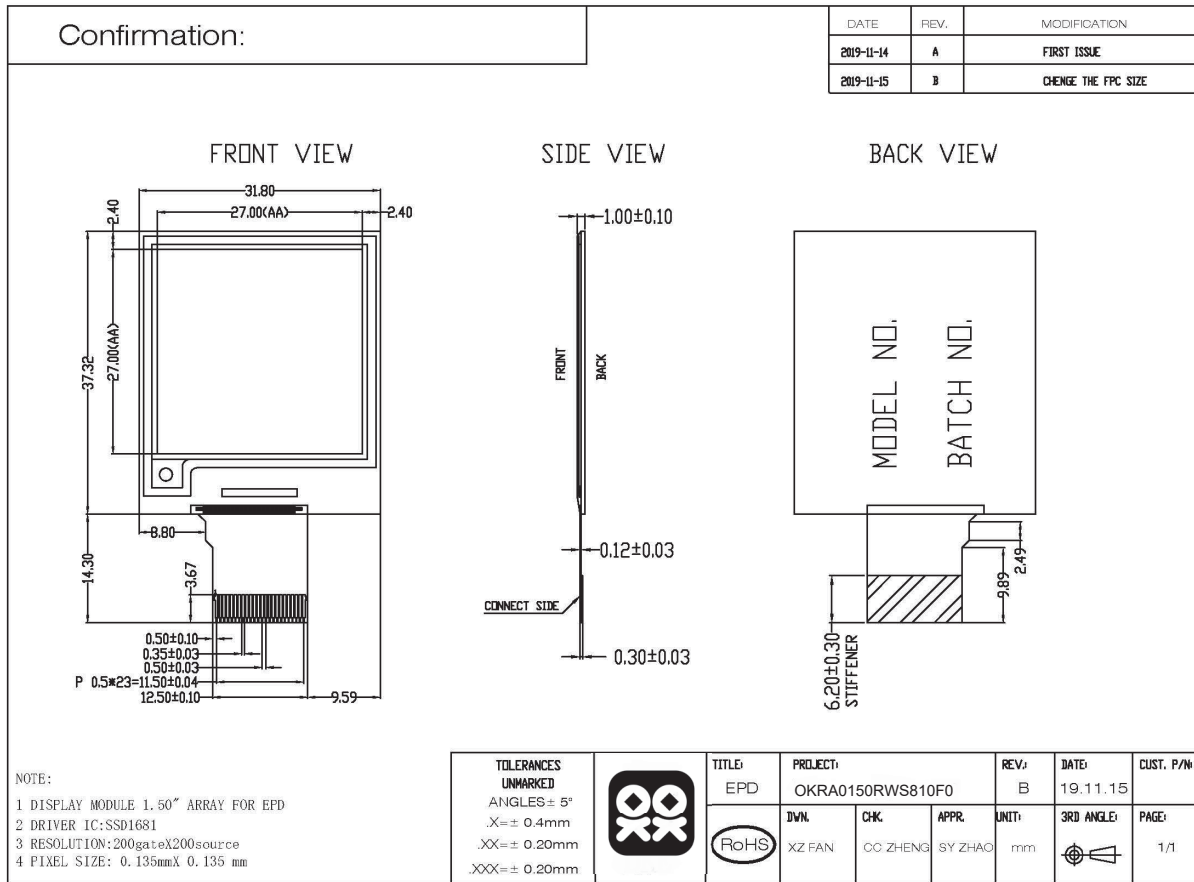 Confirmation:
DATE REV. MODIFICATION
2019-11-14 A FIRST ISSUE
2019-11-15 B CHENGE THE FPC SIZE
FRONT VIEW
SIDE VIEW
BACK VIEW
31.80
27.00(AA)
2.40
2.40
37.32
27.00(AA)
8.80
14.30
3.67
0.50±0.10
0.35±0.03
0.50±0.03
P 0.5*23=11.50±0.04
12.50±0.10
9.59
1.00±0.10
FRONT
BACK
0.12±0.03
CONNECT SIDE
0.30±0.03
MODEL NO.
BATCH NO.
2.49
9.89
6.20±0.30
STIFFENER
NOTE:
1 DISPLAY MODULE 1.50″ ARRAY FOR EPD
2 DRIVER IC:SSD1681
3 RESOLUTION:200gateX200source
4 PIXEL SIZE: 0.135mmX 0.135 mm
TOLERANCES
UNMARKED
ANGLES± 5°
.X=± 0.4mm
.XX=± 0.20mm
.XXX=± 0.20mm
TITLE:
EPD
RoHS
PROJECT:
OKRA0150RWS810F0
REV.:
B
DATE:
19.11.15
CUST. P/N:
DWN.
XZ FAN
CHK.
CC ZHENG
APPR.
SY ZHAO
UNIT:
mm
3RD ANGLE:
PAGE:
1/1